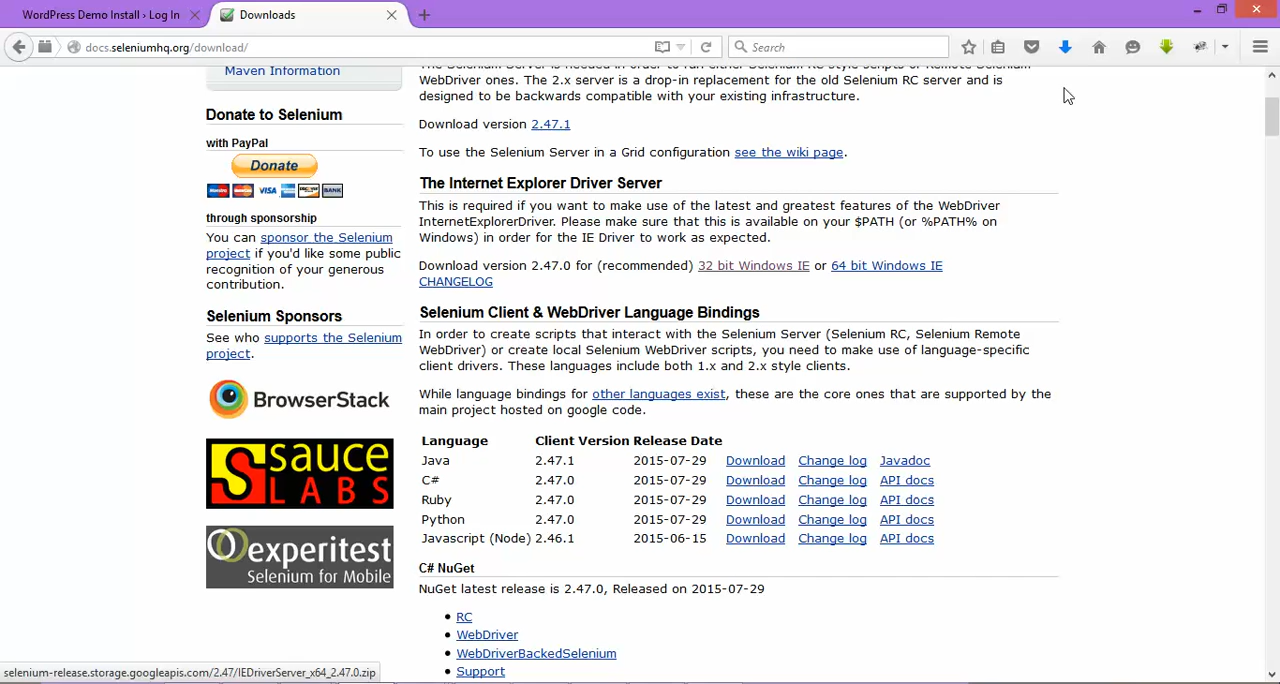 WordPress Demo Install › Log In
Downloads
docs.seleniumhq.org/download/
Search
Maven Information
Donate to Selenium
with PayPal
Donate
VISA
BANK
through sponsorship
You can sponsor the Selenium
project if you'd like some public
recognition of your generous
contribution.
Selenium Sponsors
See who supports the Selenium
project.
BrowserStack
sauce
LABS
experitest
Selenium for Mobile
The Selenium Server is needed in order to run either Selenium RC style scripts or Remote Selenium
WebDriver ones. The 2.x server is a drop-in replacement for the old Selenium RC server and is
designed to be backwards compatible with your existing infrastructure.
Download version 2.47.1
To use the Selenium Server in a Grid configuration see the wiki page.
The Internet Explorer Driver Server
This is required if you want to make use of the latest and greatest features of the WebDriver
InternetExplorerDriver. Please make sure that this is available on your $PATH (or %PATH% on
Windows) in order for the IE Driver to work as expected.
Download version 2.47.0 for (recommended) 32 bit Windows IE or 64 bit Windows IE
CHANGELOG
Selenium Client & WebDriver Language Bindings
In order to create scripts that interact with the Selenium Server (Selenium RC, Selenium Remote
WebDriver) or create local Selenium WebDriver scripts, you need to make use of language-specific
client drivers. These languages include both 1.x and 2.x style clients.
While language bindings for other languages exist, these are the core ones that are supported by the
main project hosted on google code.
Language Client Version Release Date
Java 2.47.1 2015-07-29 Download Change log Javadoc
C# 2.47.0 2015-07-29 Download Change log API docs
Ruby 2.47.0 2015-07-29 Download Change log API docs
Python 2.47.0 2015-07-29 Download Change log API docs
Javascript (Node) 2.46.1 2015-06-15 Download Change log API docs
C# NuGet
NuGet latest release is 2.47.0, Released on 2015-07-29
• RC
• WebDriver
• WebDriverBackedSelenium
• Support
selenium-release.storage.googleapis.com/2.47/IEDriverServer_x64_2.47.0.zip